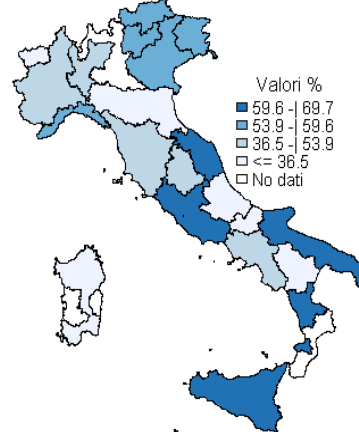 Valori %
59.6 -| 69.7
53.9 -| 59.6
36.5 -| 53.9
<= 36.5
No dati